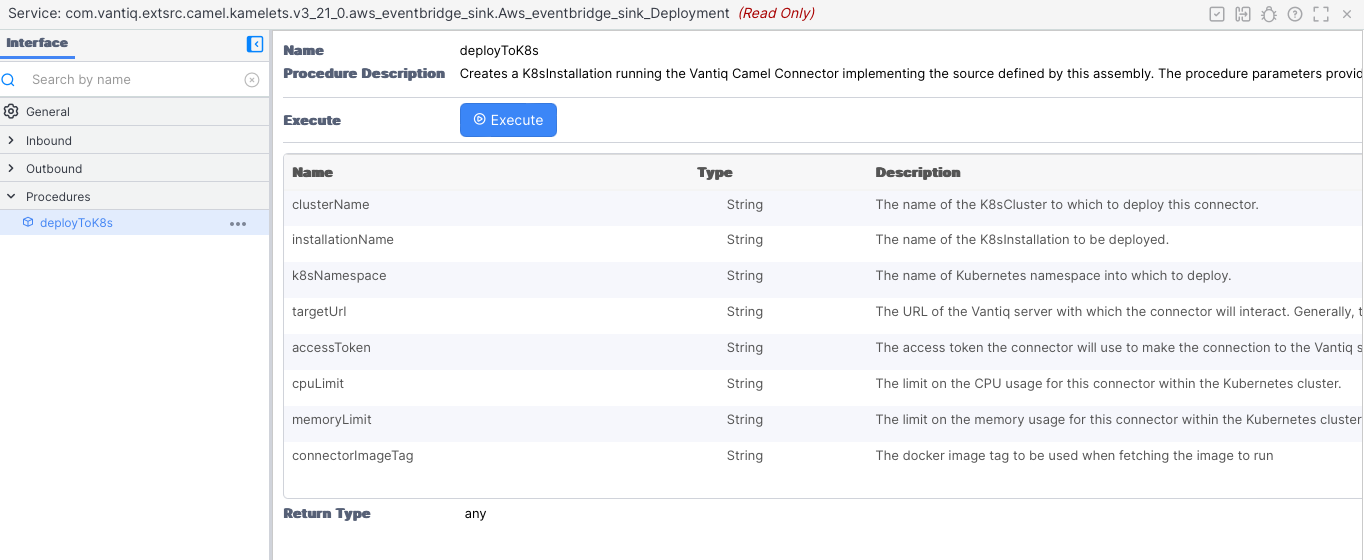 Service: com.vantiq.extsrc.camel.kamelets.v3_21_0.aws_eventbridge_sink.Aws_eventbridge_sink_Deployment (Read Only)
Interface
Search by name
General
Inbound
Outbound
Procedures
deployToK8s
Name deployToK8s
Procedure Description Creates a K8sInstallation running the Vantiq Camel Connector implementing the source defined by this assembly. The procedure parameters provid
Execute Execute
Name Type Description
clusterName String The name of the K8sCluster to which to deploy this connector.
installationName String The name of the K8sInstallation to be deployed.
k8sNamespace String The name of Kubernetes namespace into which to deploy.
targetUrl String The URL of the Vantiq server with which the connector will interact. Generally, t
accessToken String The access token the connector will use to make the connection to the Vantiq s
cpuLimit String The limit on the CPU usage for this connector within the Kubernetes cluster.
memoryLimit String The limit on the memory usage for this connector within the Kubernetes cluster
connectorImageTag String The docker image tag to be used when fetching the image to run
Return Type any